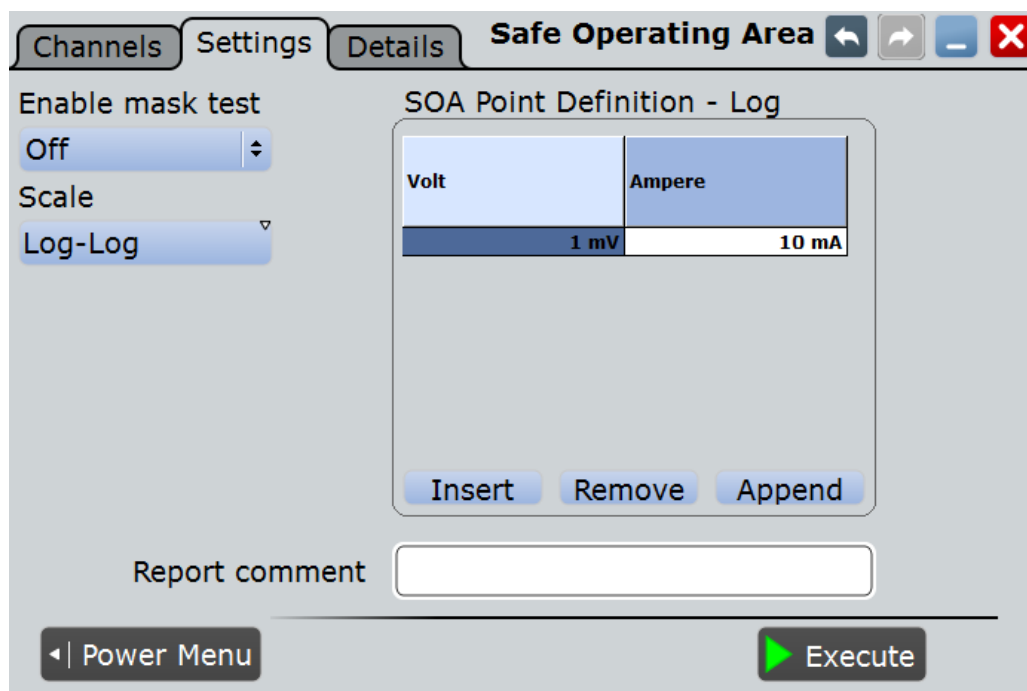 Channels Settings Details Safe Operating Area
Enable mask test
Off
Scale
Log-Log
SOA Point Definition - Log
Volt Ampere
1 mV 10 mA
Insert Remove Append
Report comment
Power Menu Execute